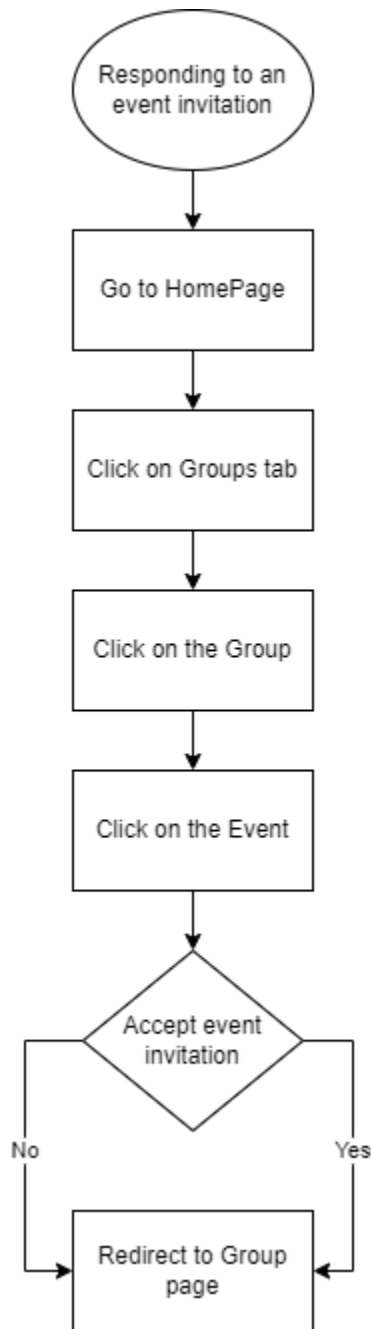 Responding to an
event invitation
Go to HomePage
Click on Groups tab
Click on the Group
Click on the Event
Accept event
invitation
No
Yes
Redirect to Group
page